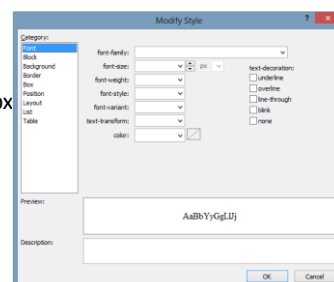 Modify Style
? ×
Category:
Font
Block
Background
Border
Box
Position
Layout
List
Table
font-family:
font-size:
px
font-weight:
font-style:
font-variant:
text-transform:
color:
text-decoration:
underline
overline
line-through
blink
none
ox
Preview:
AaBbYyGgLlJj
Description:
OK
Cancel